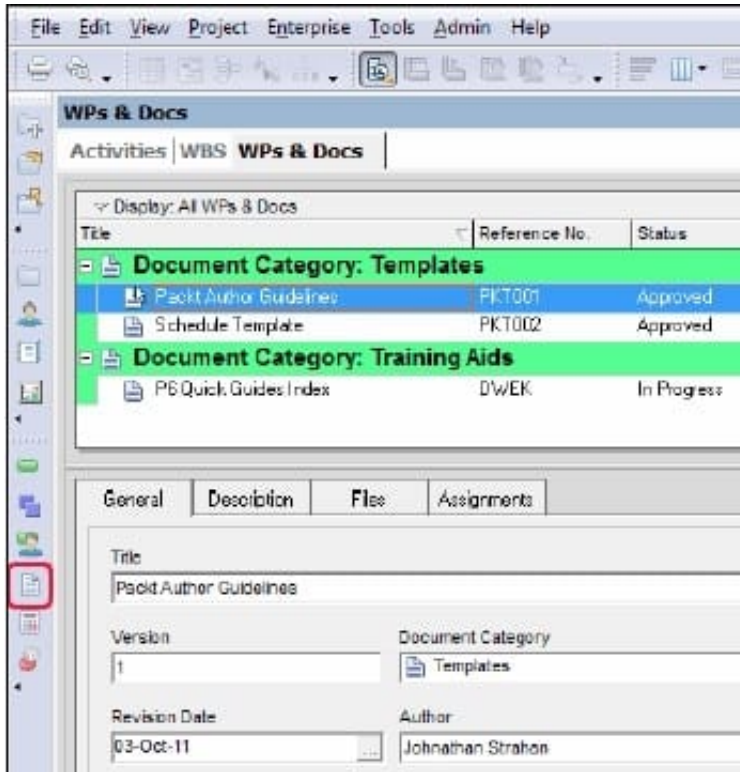 File Edit View Project Enterprise Tools Admin Help
WPs & Docs
Activities WBS WPs & Docs
Display: All WPs & Docs
Title Reference No. Status
Document Category: Templates
Packt Author Guidelines PKT001 Approved
Schedule Template PKT002 Approved
Document Category: Training Aids
P6 Quick Guides Index DWEK In Progress
General Description Files Assignments
Title
Packt Author Guidelines
Version Document Category
1 Templates
Revision Date Author
03-Oct-11 ... Johnathan Strahan